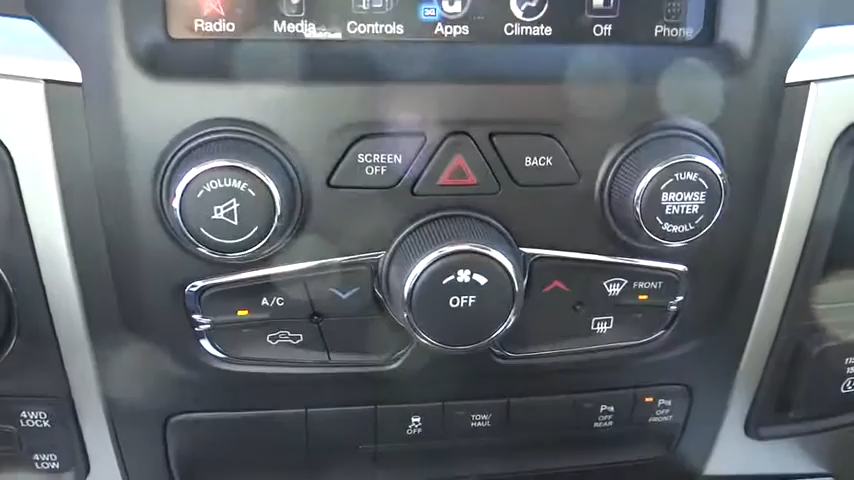 Radio Media Controls Apps Climate Off Phone
VOLUME
SCREEN
OFF
BACK
TUNE
BROWSE
ENTER
SCROLL
A/C
OFF
FRONT
4WD
LOCK
4WD
LOW
OFF
TOW/
HAUL
P
OFF
REAR
P
OFF
FRONT
115